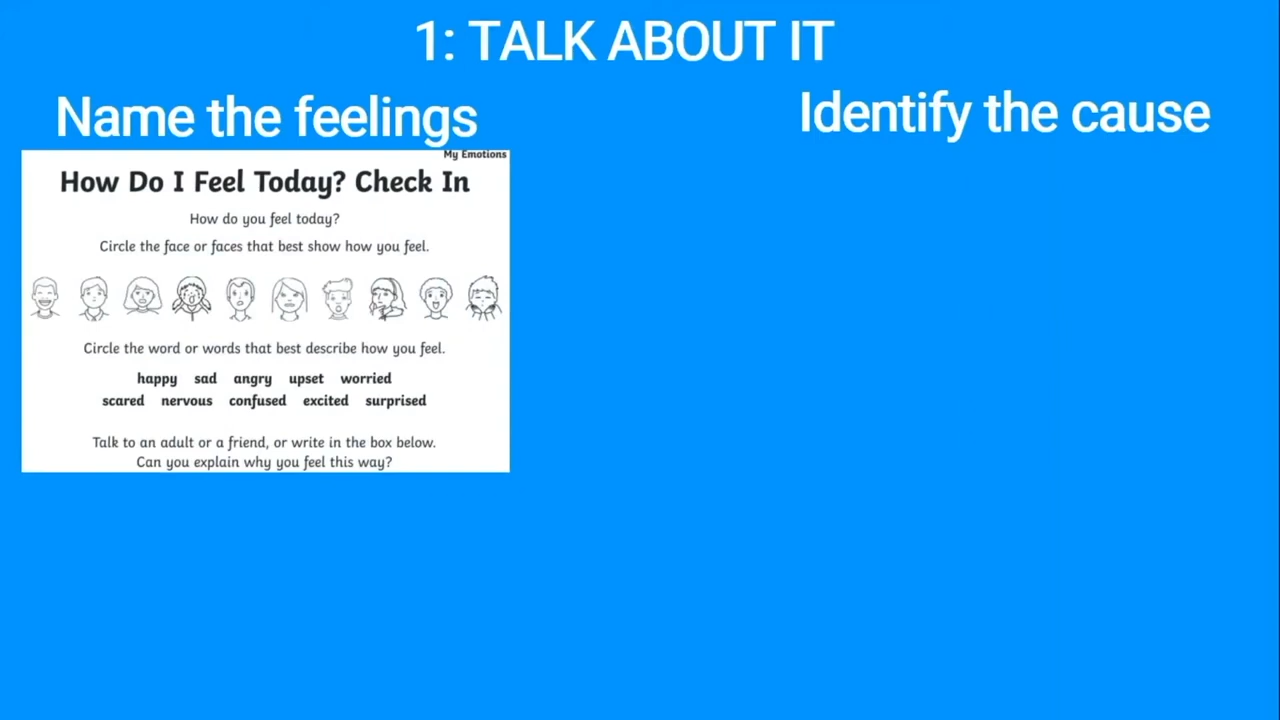 1: TALK ABOUT IT
Name the feelings
Identify the cause
My Emotions
How Do I Feel Today? Check In
How do you feel today?
Circle the face or faces that best show how you feel.
Circle the word or words that best describe how you feel.
happy sad angry upset worried
scared nervous confused excited surprised
Talk to an adult or a friend, or write in the box below.
Can you explain why you feel this way?